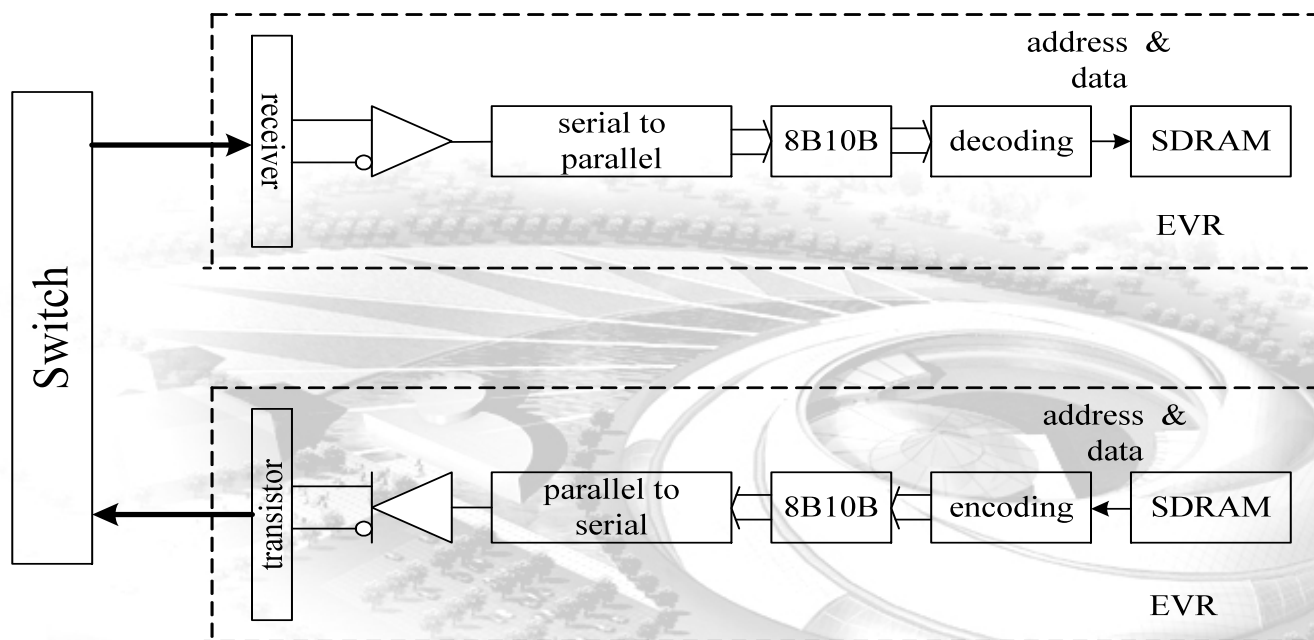 address &
data
receiver
serial to
parallel
8B10B
decoding
SDRAM
EVR
Switch
address &
data
transistor
parallel to
serial
8B10B
encoding
SDRAM
EVR